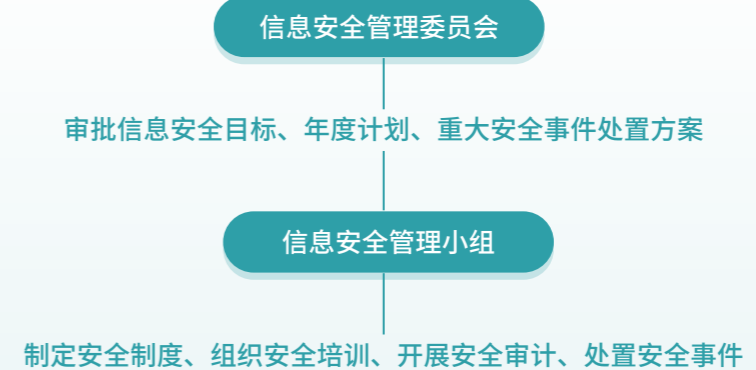 信息安全管理委员会
审批信息安全目标、年度计划、重大安全事件处置方案
信息安全管理小组
制定安全制度、组织安全培训、开展安全审计、处置安全事件